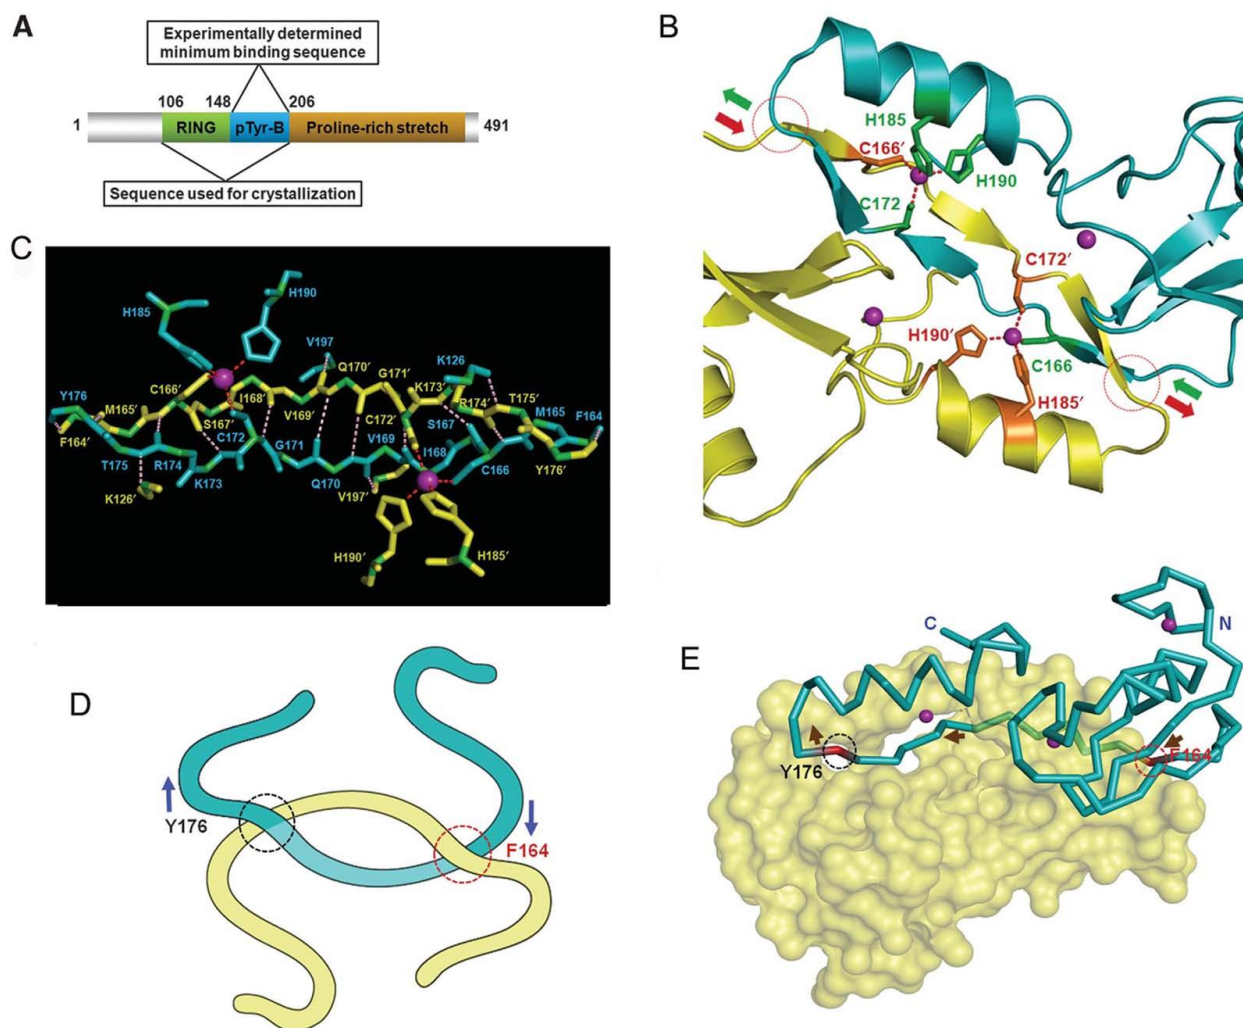 A
Experimentally determined
minimum binding sequence
106 148 206
1 RING pTyr-B Proline-rich stretch 491
Sequence used for crystallization
B
H185
C166′
H190
C172
C172′
H190′
C166
H185′
C
H190
H185
V197
Q170′
K126
G171′
Y176
C166′
K173′
I168′
R174′
T175′
M165′
V169′
M165
F164
F164′
S167′
C172
C172′
S167
G171
V169
I168
T175
R174
K173
Q170
C166
Y176′
K126′
V197′
H190′
H185′
D
Y176
F164
E
C
N
Y176
F164